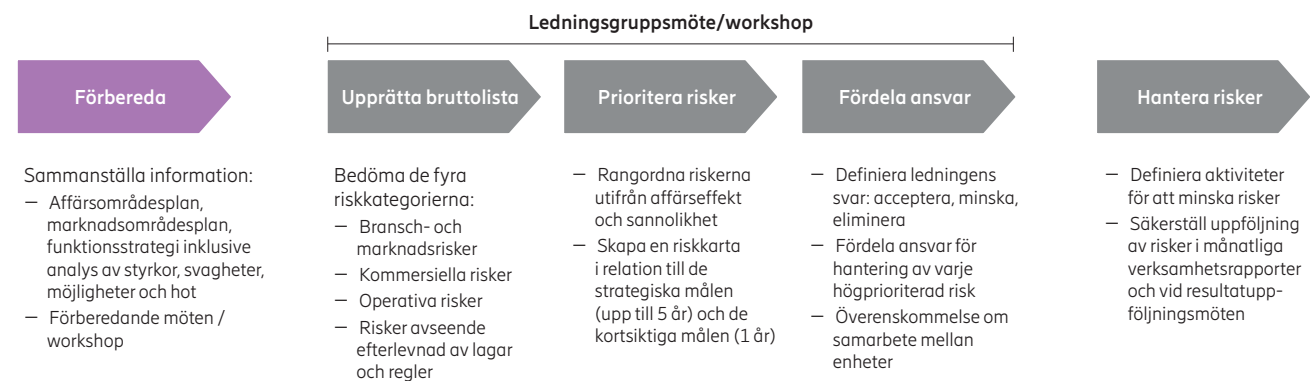 Ledningsgruppsmöte/workshop
Förbereda
Sammanställa information:
— Affärsområdesplan,
marknadsområdesplan,
funktionsstrategi inklusive
analys av styrkor, svagheter,
möjligheter och hot
— Förberedande möten /
workshop
Upprätta bruttolista
Bedöma de fyra
riskkategorierna:
— Bransch- och
marknadsrisker
— Kommersiella risker
— Operativa risker
— Risker avseende
efterlevnad av lagar
och regler
Prioritera risker
— Rangordna riskerna
utifrån affärseffekt
och sannolikhet
— Skapa en riskkarta
i relation till de
strategiska målen
(upp till 5 år) och de
kortsiktiga målen (1 år)
Fördela ansvar
— Definiera ledningens
svar: acceptera, minska,
eliminera
— Fördela ansvar för
hantering av varje
högprioriterad risk
— Överenskommelse om
samarbete mellan
enheter
Hantera risker
— Definiera aktiviteter
för att minska risker
— Säkerställ uppföljning
av risker i månatliga
verksamhetsrapporter
och vid resultatupp-
följningsmöten